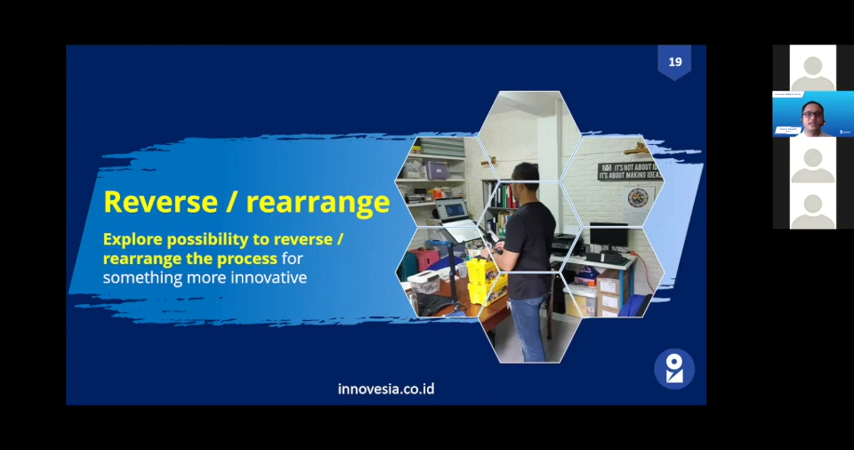 19
IT'S NOT ABOUT
IT'S ABOUT MAKING
Reverse / rearrange
Explore possibility to reverse /
rearrange the process for
something more innovative
innovesia.co.id